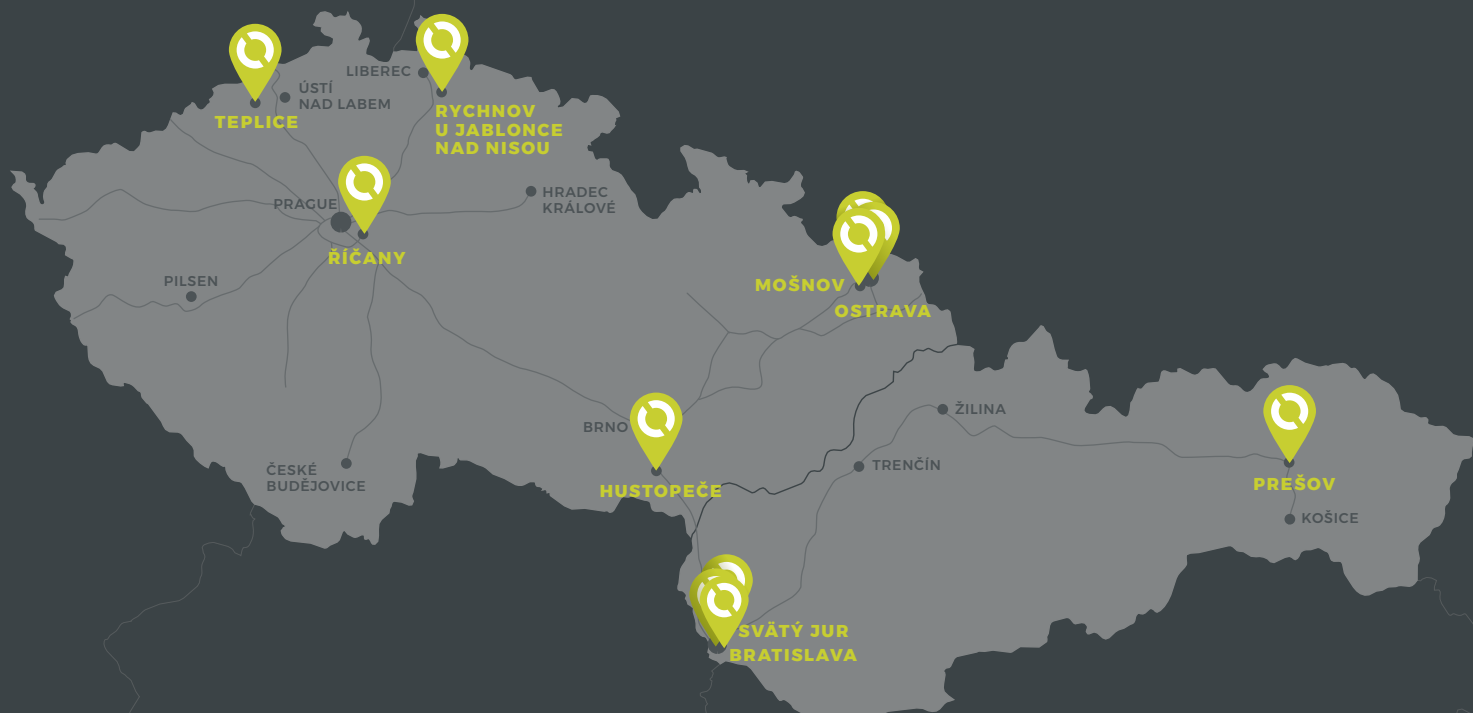 LIBEREC
ÚSTÍ
NAD LABEM
TEPLICE
RYCHNOV
U JABLONCE
NAD NISOU
PRAGUE
HRADEC
KRÁLOVÉ
ŘÍČANY
PILSEN
MOŠNOV
OSTRAVA
ŽILINA
BRNO
TRENČÍN
ČESKÉ
BUDĚJOVICE
HUSTOPEČE
PREŠOV
KOŠICE
SVÄTÝ JUR
BRATISLAVA